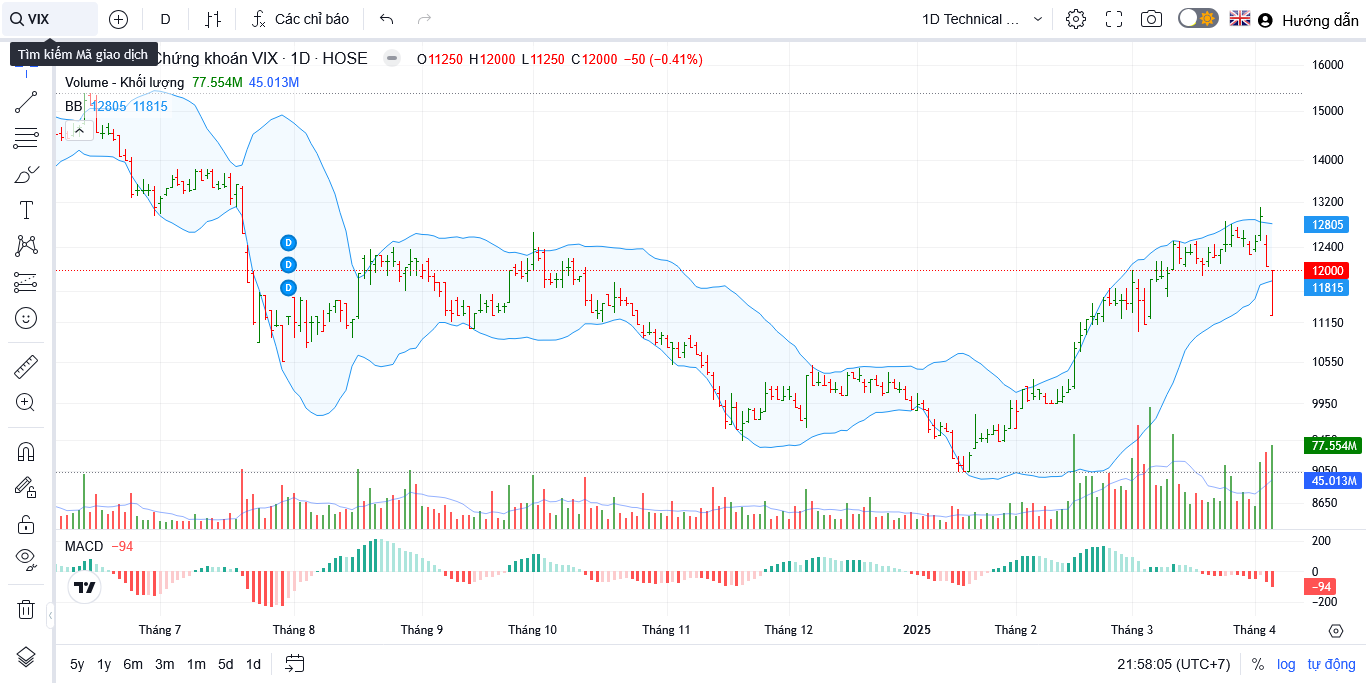 VIX
D
Các chỉ báo
1D Technical ...
Hướng dẫn
Tìm kiếm Mã giao dịch
Chứng khoán VIX · 1D · HOSE
O11250 H12000 L11250 C12000 −50 (−0.41%)
Volume - Khối lượng 77.554M 45.013M
BB 12805 11815
D
D
D
16000
15000
14000
13200
12805
12400
12000
11815
11150
10550
9950
77.554M
9050
45.013M
8650
MACD −94
200
0
−94
−200
Tháng 7
Tháng 8
Tháng 9
Tháng 10
Tháng 11
Tháng 12
2025
Tháng 2
Tháng 3
Tháng 4
5y 1y 6m 3m 1m 5d 1d
21:58:05 (UTC+7)
% log tự động